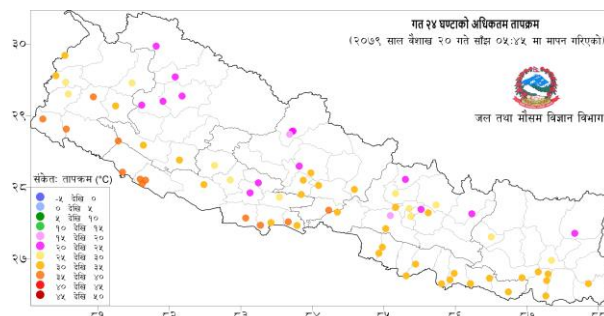 गत २४ घण्टाको अधिकतम तापक्रम
(२०७९ साल वैशाख २० गते साँझ ०५:४५ मा मापन गरिएको)
जल तथा मौसम विज्ञान विभाग
३०
२९
२८
२७
संकेतः तापक्रम (°C)
-५ देखि ०
० देखि ५
५ देखि १०
१० देखि १५
१५ देखि २०
२० देखि २५
२५ देखि ३०
३० देखि ३५
३५ देखि ४०
४० देखि ४५
४५ देखि ५०